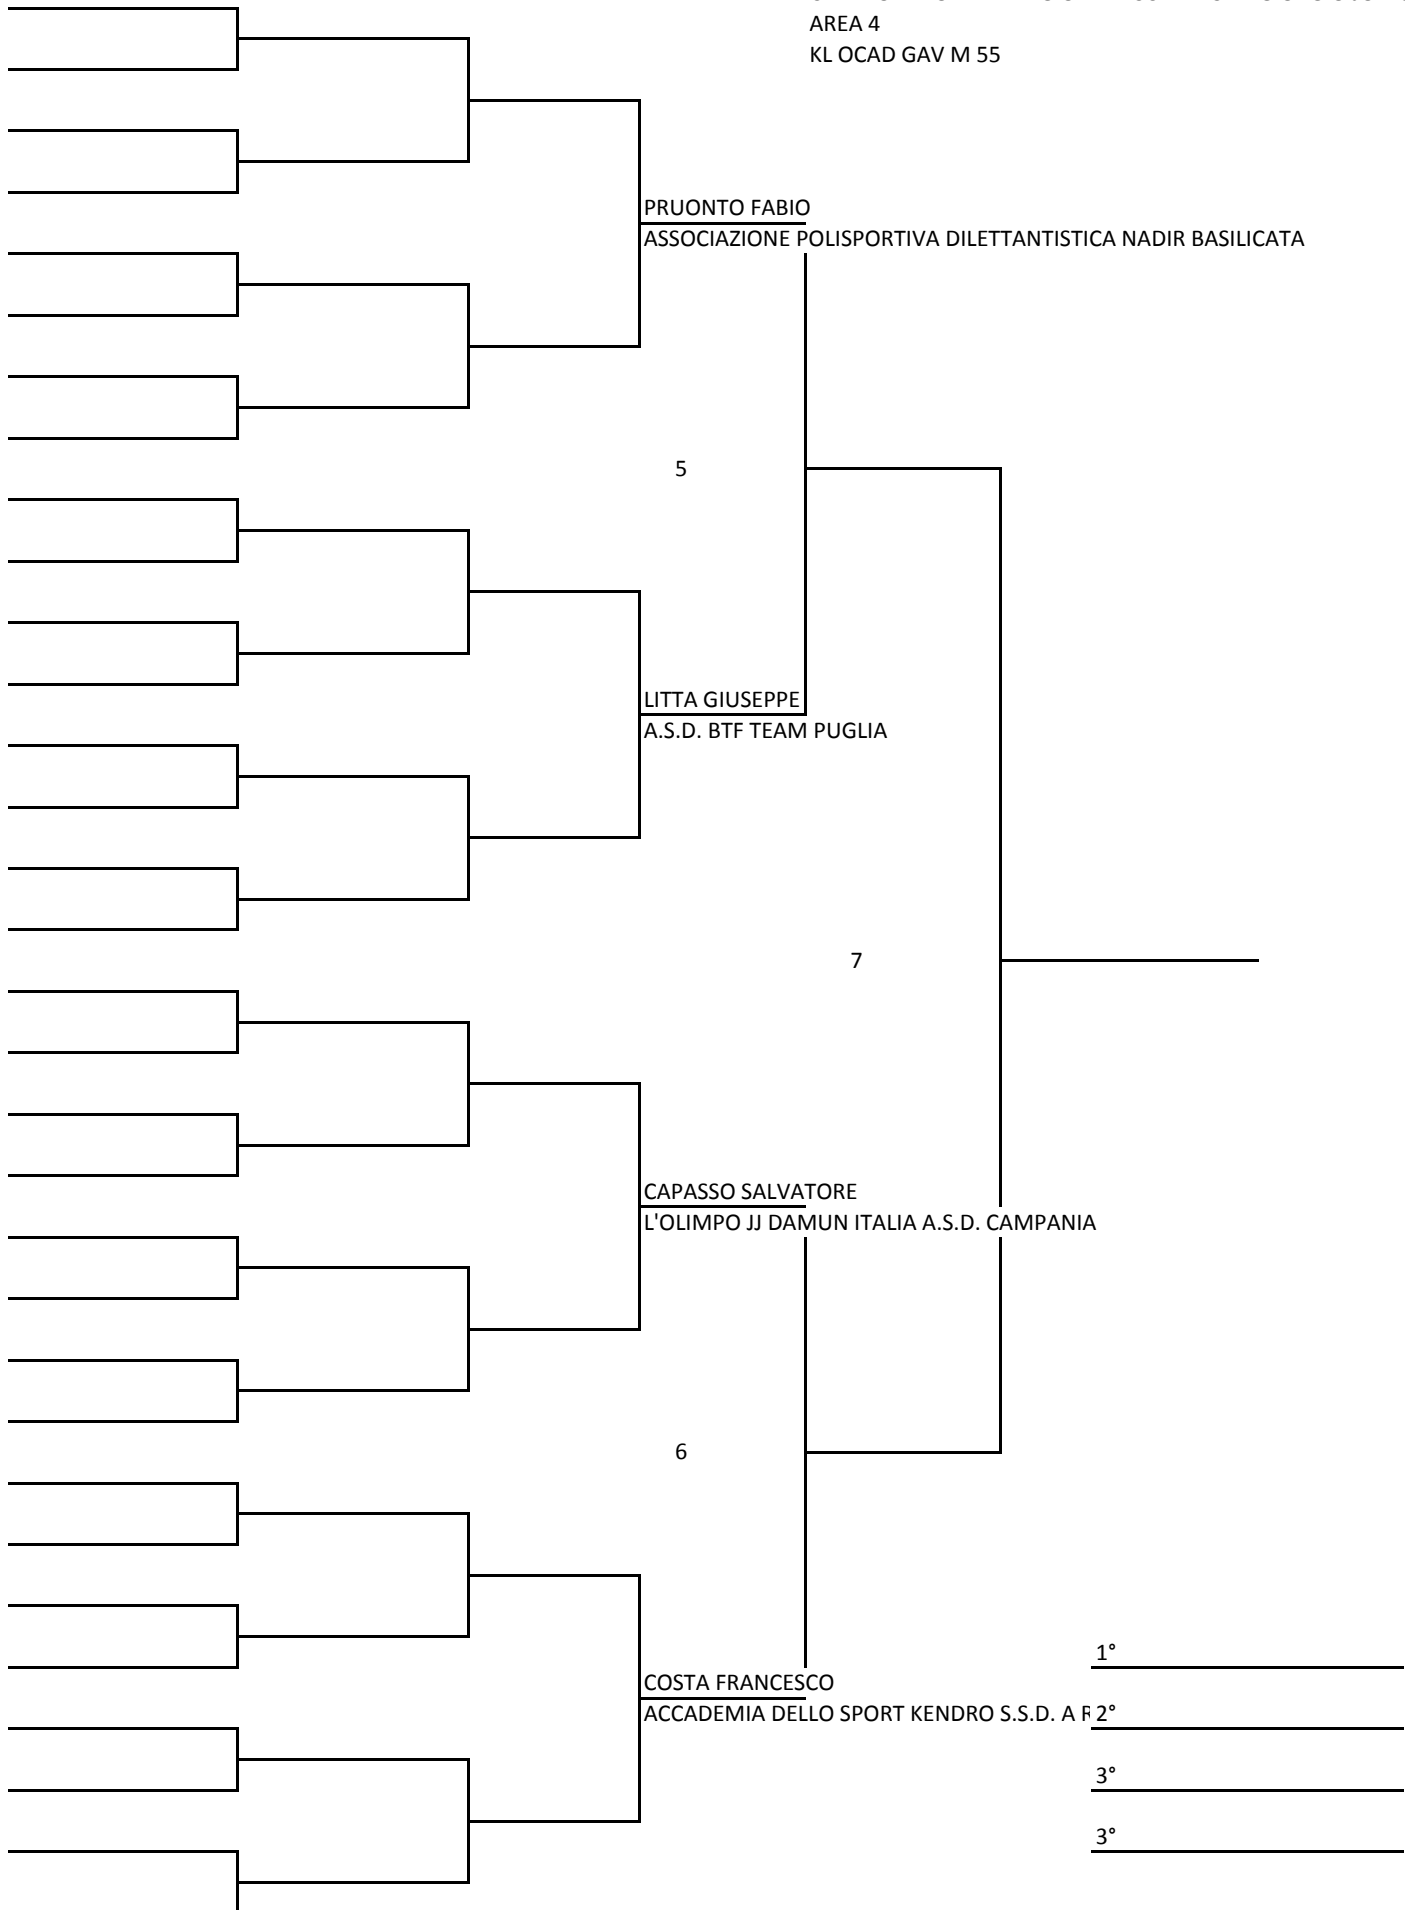 AREA 4
KL OCAD GAV M 55
PRUONTO FABIO
ASSOCIAZIONE POLISPORTIVA DILETTANTISTICA NADIR BASILICATA
5
LITTA GIUSEPPE
A.S.D. BTF TEAM PUGLIA
7
CAPASSO SALVATORE
L'OLIMPO JJ DAMUN ITALIA A.S.D. CAMPANIA
6
1°
COSTA FRANCESCO
ACCADEMIA DELLO SPORT KENDRO S.S.D. A R
2°
3°
3°